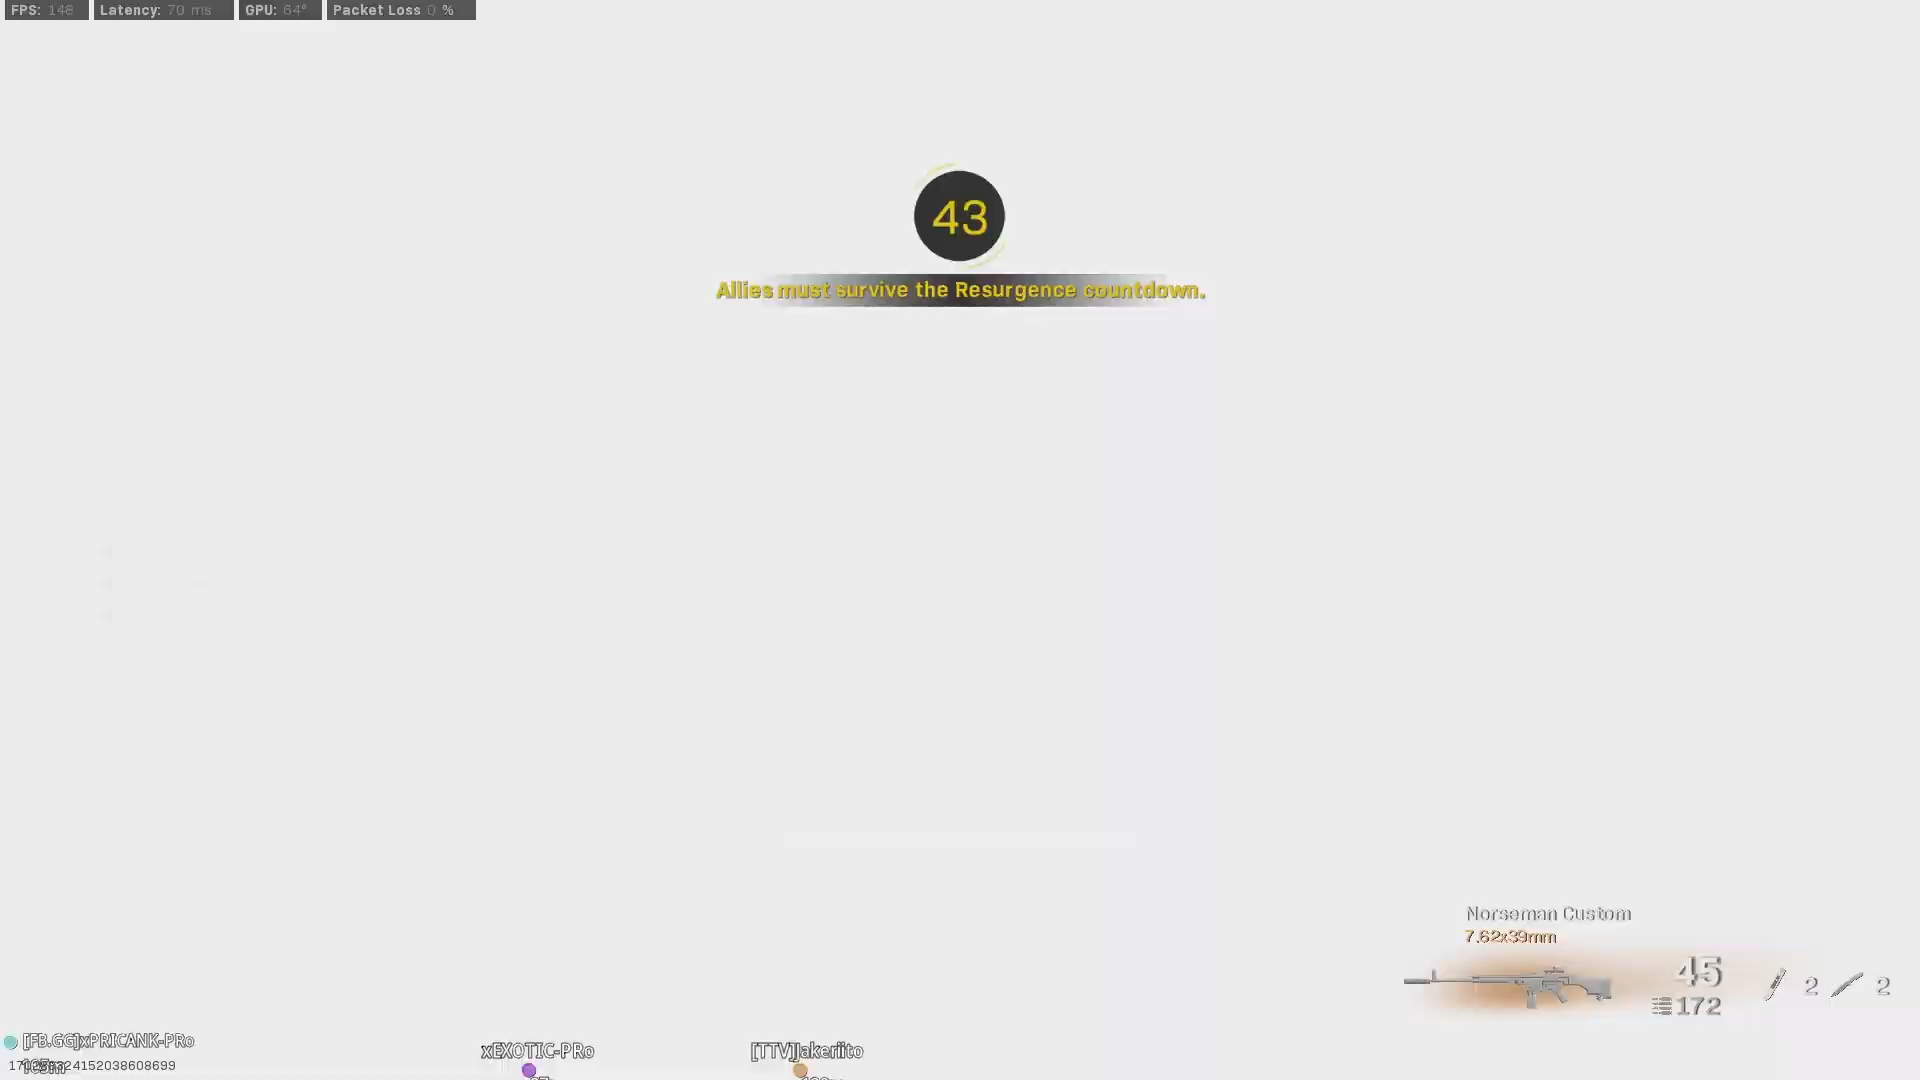 FPS: 148 Latency: 70 ms GPU: 64° Packet Loss 0 %
43
Allies must survive the Resurgence countdown.
Norseman Custom
7.62x39mm
45
2 2
172
[FB.GG]xPRICANK-PRo
xEXOTIC-PRo
[TTV]Jakeriito